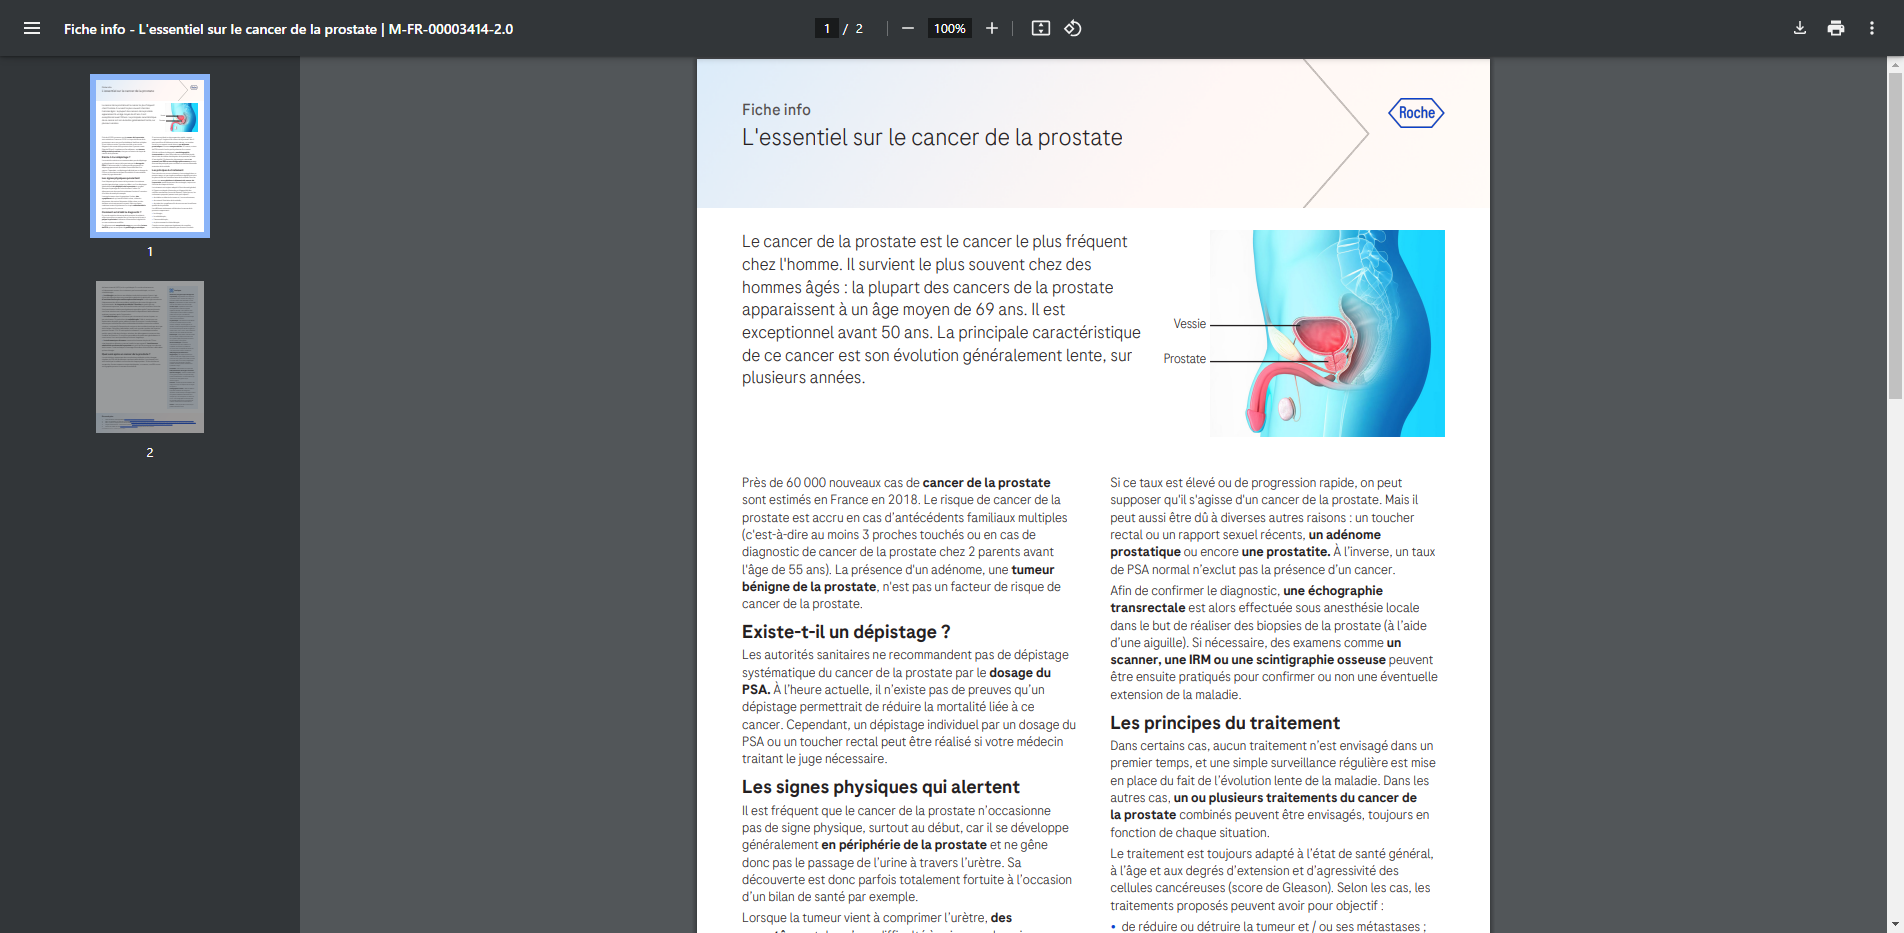 Fiche info - L'essentiel sur le cancer de la prostate | M-FR-00003414-2.0
1 / 2
100%
1
2
Fiche info
L'essentiel sur le cancer de la prostate
Roche
Le cancer de la prostate est le cancer le plus fréquent
chez l'homme. Il survient le plus souvent chez des
hommes âgés : la plupart des cancers de la prostate
apparaissent à un âge moyen de 69 ans. Il est
exceptionnel avant 50 ans. La principale caractéristique
de ce cancer est son évolution généralement lente, sur
plusieurs années.
Vessie
Prostate
Près de 60 000 nouveaux cas de cancer de la prostate
sont estimés en France en 2018. Le risque de cancer de la
prostate est accru en cas d'antécédents familiaux multiples
(c'est-à-dire au moins 3 proches touchés ou en cas de
diagnostic de cancer de la prostate chez 2 parents avant
l'âge de 55 ans). La présence d'un adénome, une tumeur
bénigne de la prostate, n'est pas un facteur de risque de
cancer de la prostate.
Existe-t-il un dépistage ?
Les autorités sanitaires ne recommandent pas de dépistage
systématique du cancer de la prostate par le dosage du
PSA. À l'heure actuelle, il n'existe pas de preuves qu'un
dépistage permettrait de réduire la mortalité liée à ce
cancer. Cependant, un dépistage individuel par un dosage du
PSA ou un toucher rectal peut être réalisé si votre médecin
traitant le juge nécessaire.
Les signes physiques qui alertent
Il est fréquent que le cancer de la prostate n'occasionne
pas de signe physique, surtout au début, car il se développe
généralement en périphérie de la prostate et ne gêne
donc pas le passage de l'urine à travers l'urètre. Sa
découverte est donc parfois totalement fortuite à l'occasion
d'un bilan de santé par exemple.
Lorsque la tumeur vient à comprimer l'urètre, des
Si ce taux est élevé ou de progression rapide, on peut
supposer qu'il s'agisse d'un cancer de la prostate. Mais il
peut aussi être dû à diverses autres raisons : un toucher
rectal ou un rapport sexuel récents, un adénome
prostatique ou encore une prostatite. À l'inverse, un taux
de PSA normal n'exclut pas la présence d'un cancer.
Afin de confirmer le diagnostic, une échographie
transrectale est alors effectuée sous anesthésie locale
dans le but de réaliser des biopsies de la prostate (à l'aide
d'une aiguille). Si nécessaire, des examens comme un
scanner, une IRM ou une scintigraphie osseuse peuvent
être ensuite pratiqués pour confirmer ou non une éventuelle
extension de la maladie.
Les principes du traitement
Dans certains cas, aucun traitement n'est envisagé dans un
premier temps, et une simple surveillance régulière est mise
en place du fait de l'évolution lente de la maladie. Dans les
autres cas, un ou plusieurs traitements du cancer de
la prostate combinés peuvent être envisagés, toujours en
fonction de chaque situation.
Le traitement est toujours adapté à l'état de santé général,
à l'âge et aux degrés d'extension et d'agressivité des
cellules cancéreuses (score de Gleason). Selon les cas, les
traitements proposés peuvent avoir pour objectif :
• de réduire ou détruire la tumeur et / ou ses métastases ;